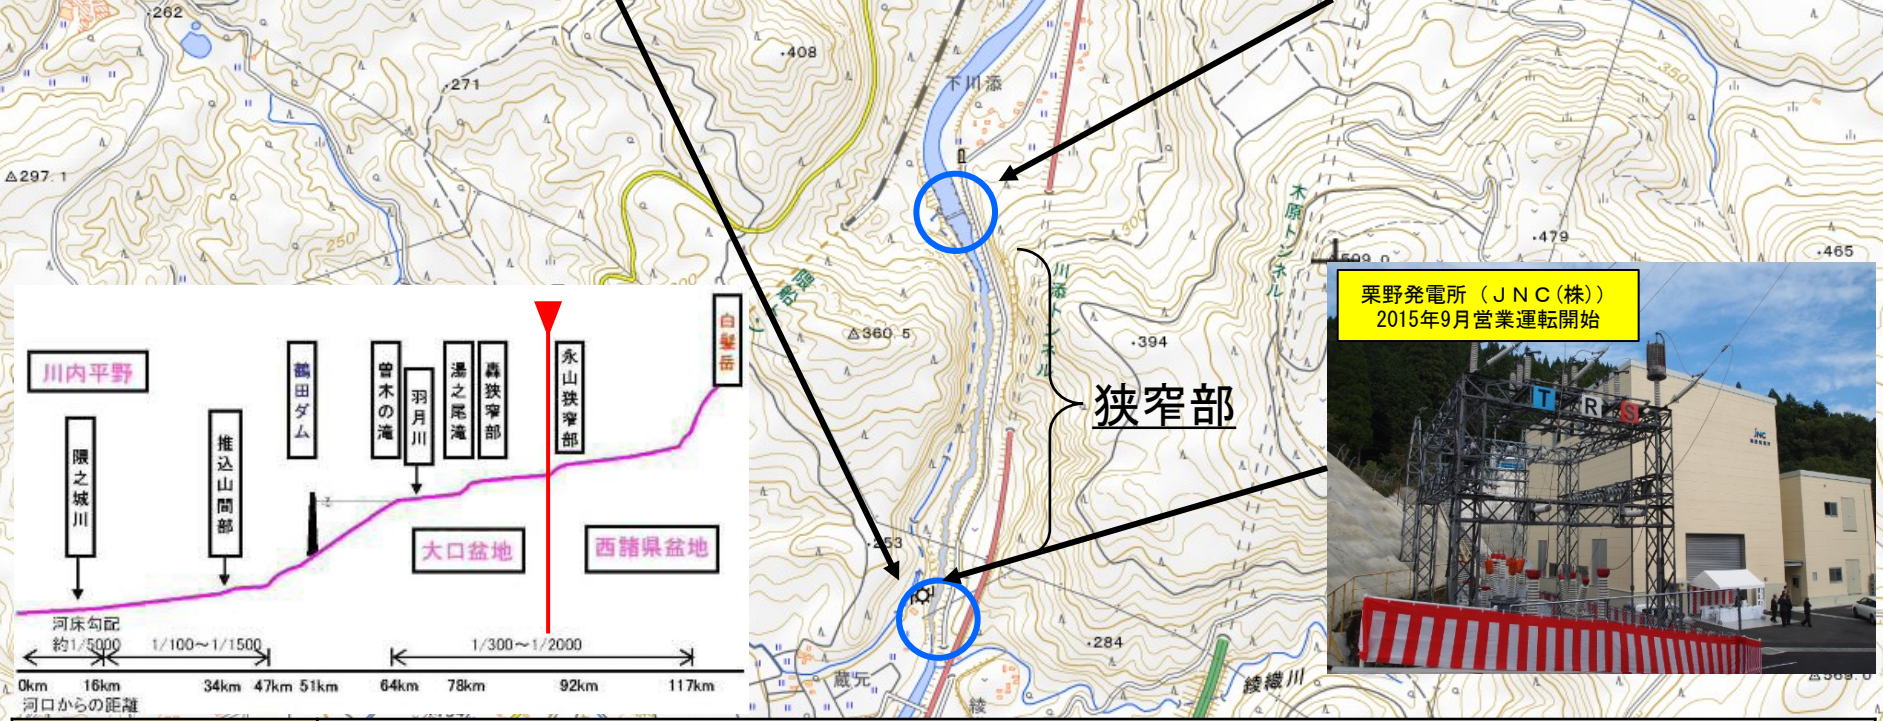 262
408
271
下川添
350
297.1
250
300
木原トンネル
479
465
599.0
川添トンネル
360.5
394
狭窄部
253
284
蔵元
綾
綾織川
569.0
栗野発電所（ＪＮＣ(株)）
2015年9月営業運転開始
T R S
JNC
川内平野
隈之城川
推込山間部
鶴田ダム
曽木の滝
羽月川
湯之尾滝
轟狭窄部
永山狭窄部
白髪岳
大口盆地
西諸県盆地
河床勾配
約1/5000
1/100～1/1500
1/300～1/2000
0km 16km 34km 47km 51km 64km 78km 92km 117km
河口からの距離